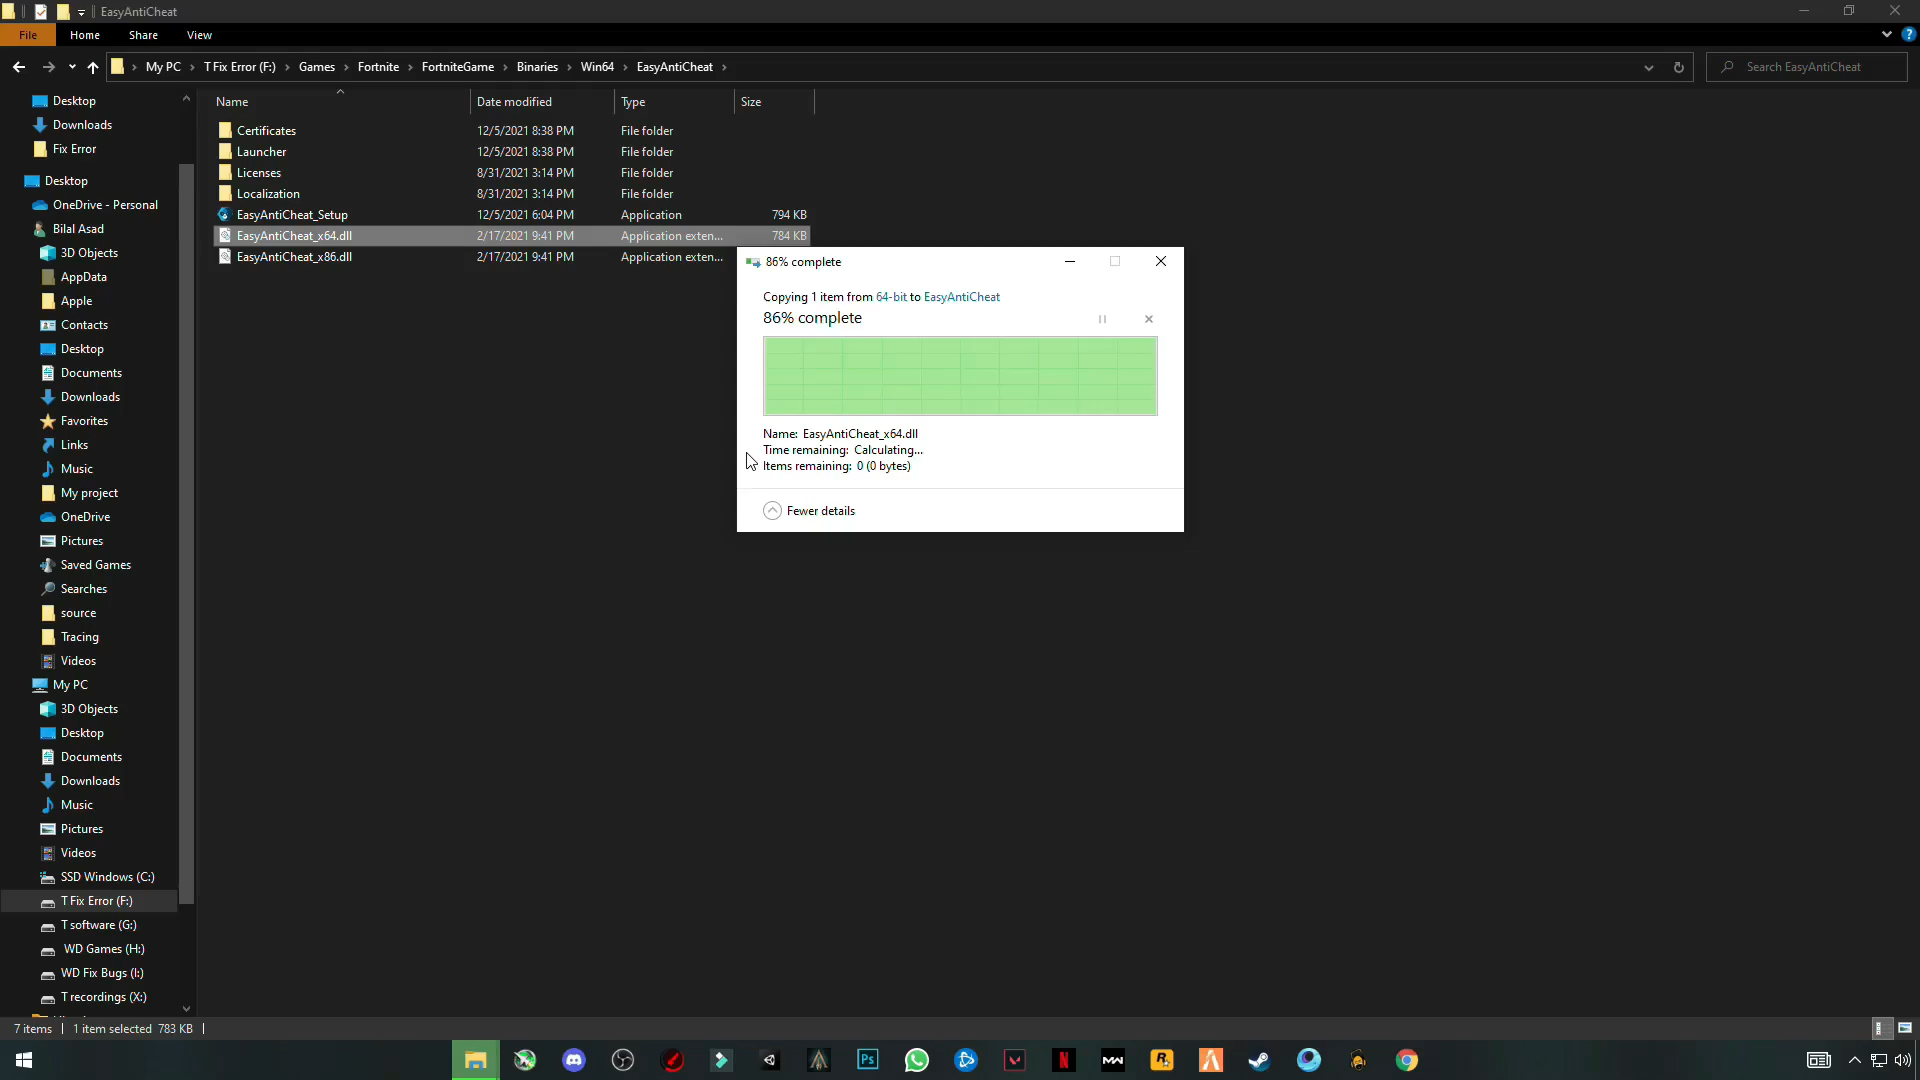 EasyAntiCheat
File Home Share View
My PC T Fix Error (F:) Games Fortnite FortniteGame Binaries Win64 EasyAntiCheat
Search EasyAntiCheat
Name Date modified Type Size
Certificates 12/5/2021 8:38 PM File folder
Launcher 12/5/2021 8:38 PM File folder
Licenses 8/31/2021 3:14 PM File folder
Localization 8/31/2021 3:14 PM File folder
EasyAntiCheat_Setup 12/5/2021 6:04 PM Application 794 KB
EasyAntiCheat_x64.dll 2/17/2021 9:41 PM Application exten... 784 KB
EasyAntiCheat_x86.dll 2/17/2021 9:41 PM Application exten...
Desktop
Downloads
Fix Error
Desktop
OneDrive - Personal
Bilal Asad
3D Objects
AppData
Apple
Contacts
Desktop
Documents
Downloads
Favorites
Links
Music
My project
OneDrive
Pictures
Saved Games
Searches
source
Tracing
Videos
My PC
3D Objects
Desktop
Documents
Downloads
Music
Pictures
Videos
SSD Windows (C:)
T Fix Error (F:)
T software (G:)
WD Games (H:)
WD Fix Bugs (I:)
T recordings (X:)
86% complete
Copying 1 item from 64-bit to EasyAntiCheat
86% complete
Name: EasyAntiCheat_x64.dll
Time remaining: Calculating...
Items remaining: 0 (0 bytes)
Fewer details
7 items 1 item selected 783 KB
Ps